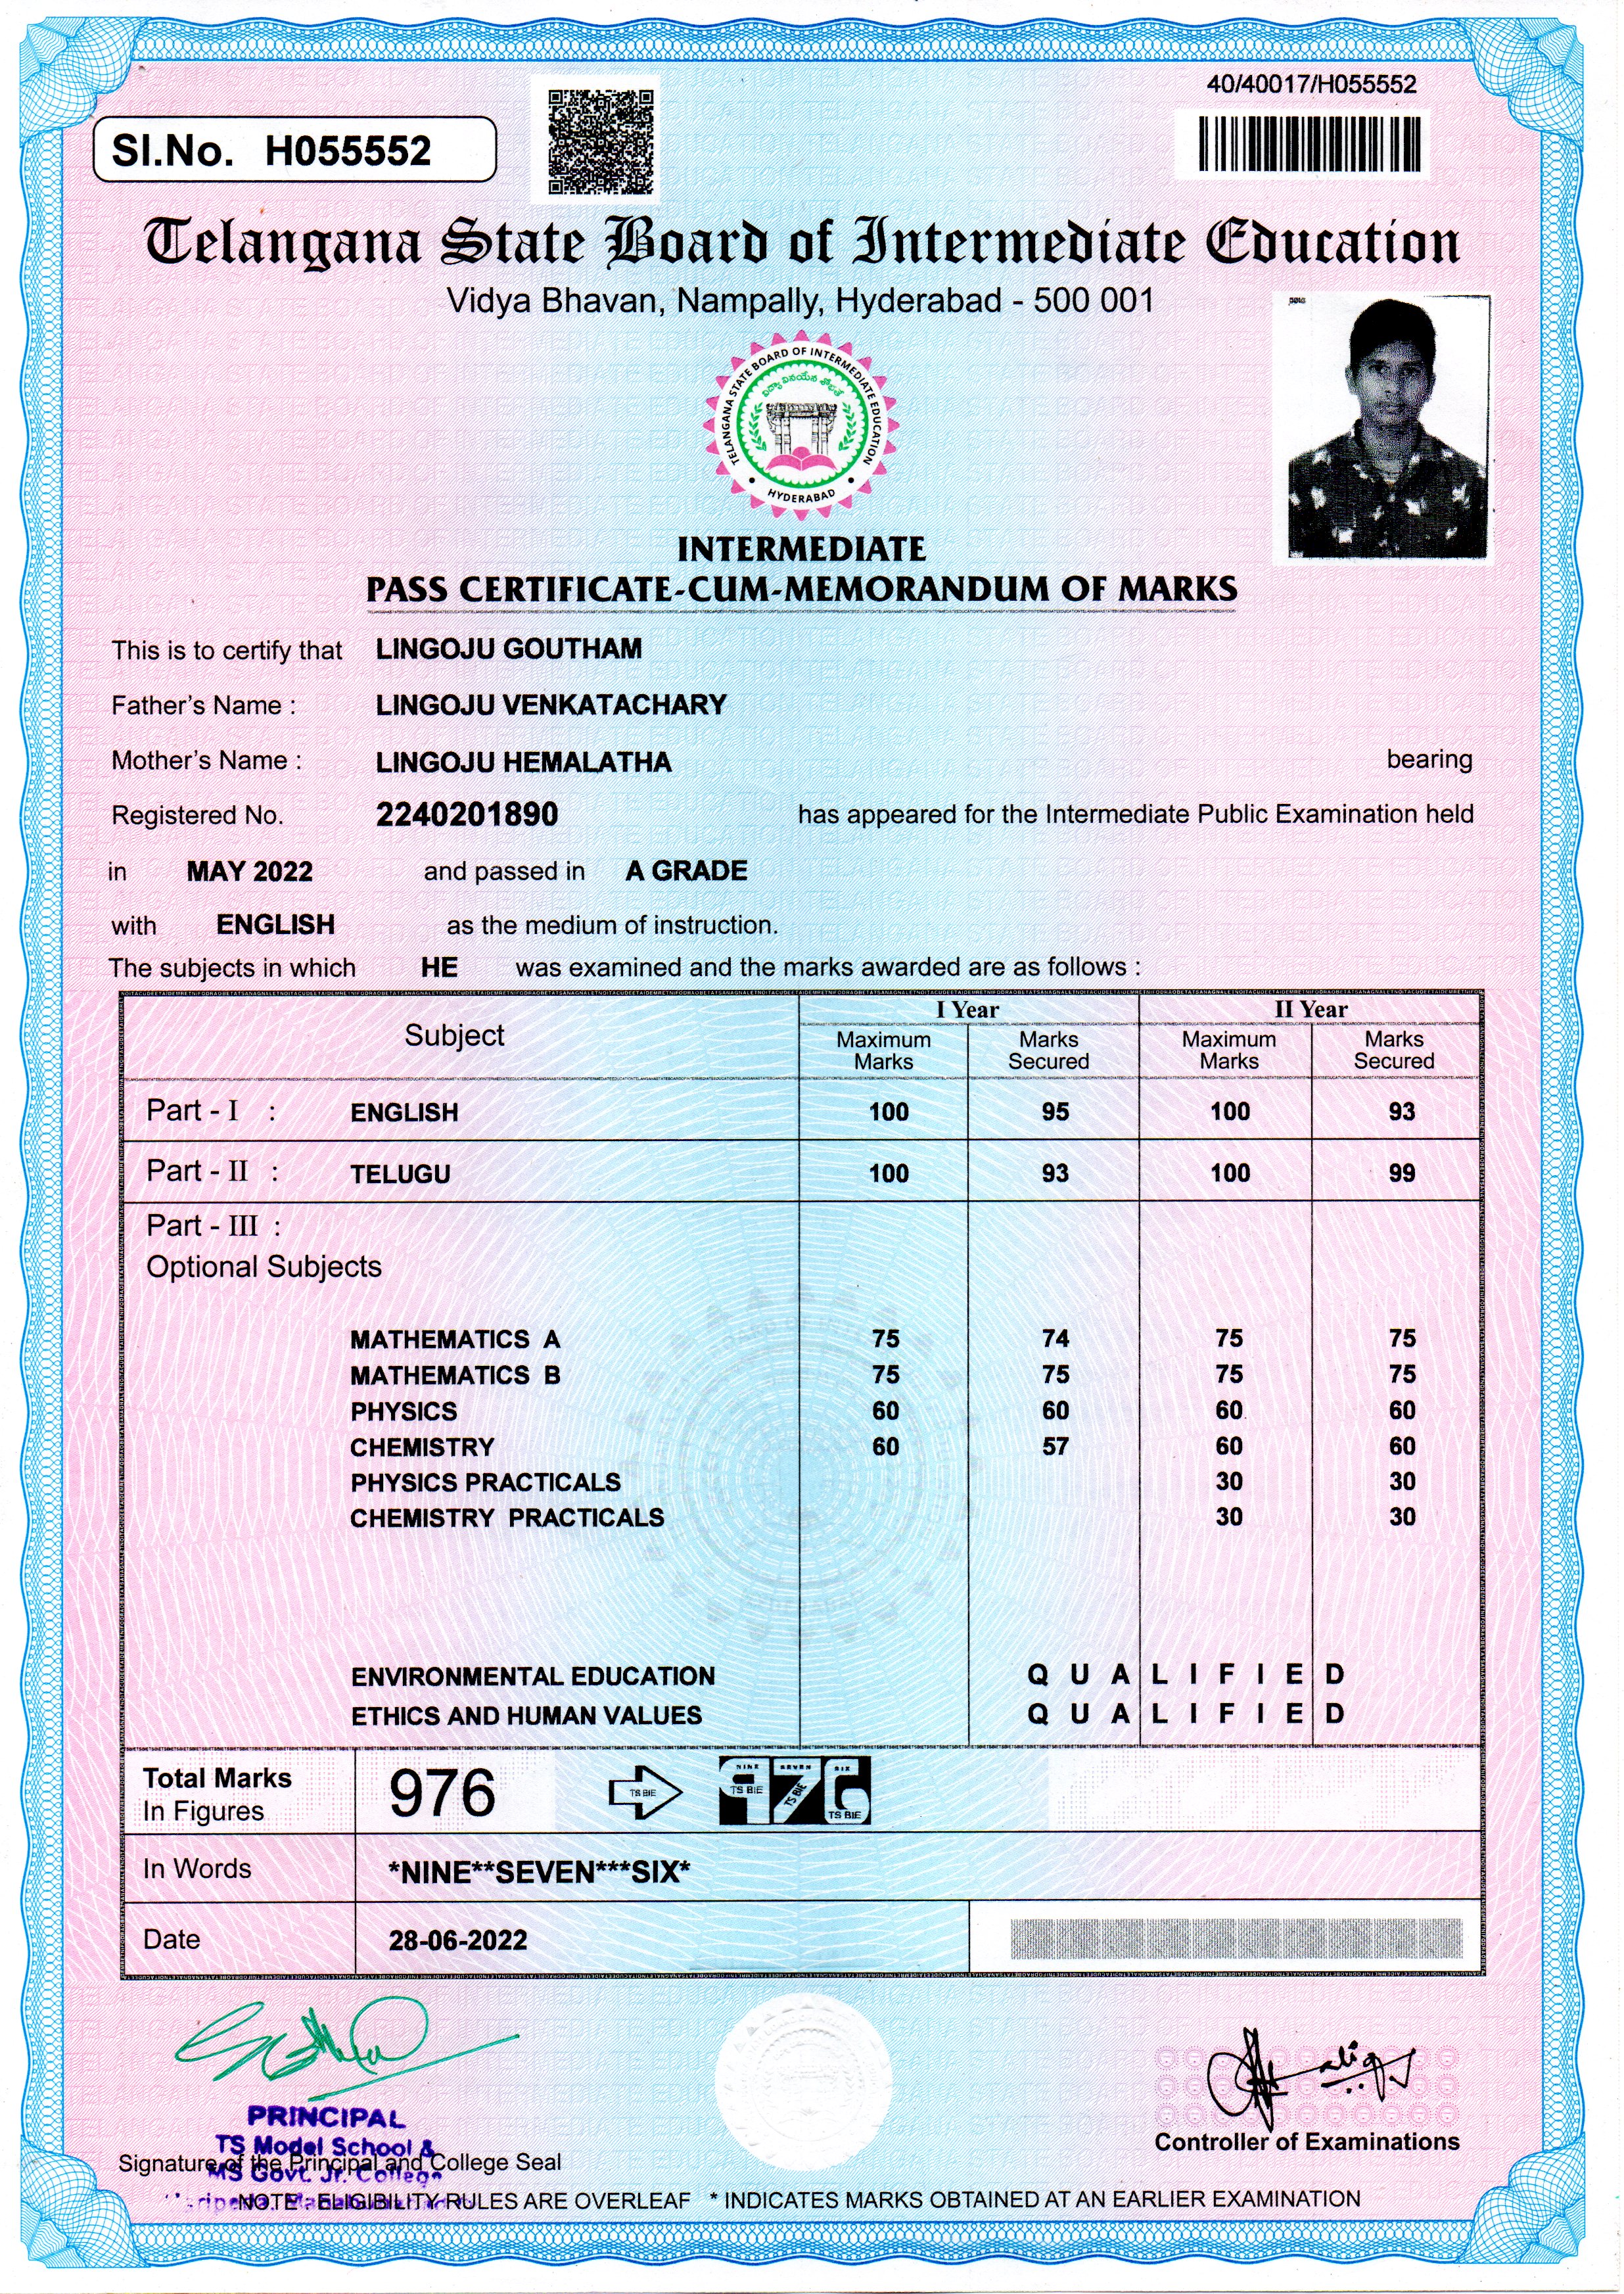 40/40017/H055552
Sl.No. H055552
Telangana State Board of Intermediate Education
Vidya Bhavan, Nampally, Hyderabad - 500 001
TELANGANA STATE BOARD OF INTERMEDIATE EDUCATION
HYDERABAD
INTERMEDIATE
PASS CERTIFICATE-CUM-MEMORANDUM OF MARKS
This is to certify that LINGOJU GOUTHAM
Father's Name : LINGOJU VENKATACHARY
Mother's Name : LINGOJU HEMALATHA bearing
Registered No. 2240201890 has appeared for the Intermediate Public Examination held
in MAY 2022 and passed in A GRADE
with ENGLISH as the medium of instruction.
The subjects in which HE was examined and the marks awarded are as follows :
Subject I Year II Year
Maximum Marks Marks Secured Maximum Marks Marks Secured
Part - I : ENGLISH 100 95 100 93
Part - II : TELUGU 100 93 100 99
Part - III :
Optional Subjects
MATHEMATICS A 75 74 75 75
MATHEMATICS B 75 75 75 75
PHYSICS 60 60 60 60
CHEMISTRY 60 57 60 60
PHYSICS PRACTICALS 30 30
CHEMISTRY PRACTICALS 30 30
ENVIRONMENTAL EDUCATION Q U A L I F I E D
ETHICS AND HUMAN VALUES Q U A L I F I E D
Total Marks
In Figures 976 TS BIE NINE SEVEN SIX TS BIE TS BIE TS BIE
In Words *NINE**SEVEN***SIX*
Date 28-06-2022
PRINCIPAL
TS Model School &
MS Govt. Jr. College
Signature of the Principal and College Seal
Controller of Examinations
NOTE : ELIGIBILITY RULES ARE OVERLEAF * INDICATES MARKS OBTAINED AT AN EARLIER EXAMINATION